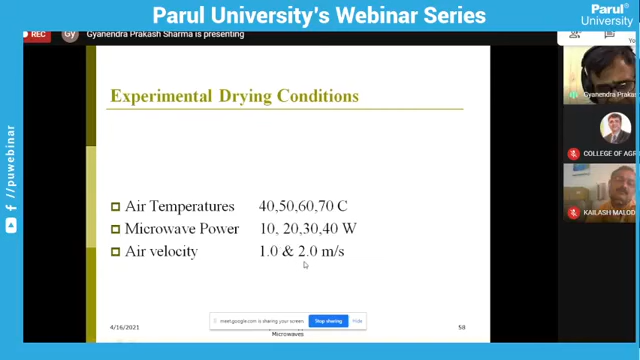 Parul University's Webinar Series
Parul®
University
REC
Gy
Gyanendra Prakash Sharma is presenting
Yo
Experimental Drying Conditions
Air Temperatures 40,50,60,70 C
Microwave Power 10, 20,30,40 W
Air velocity 1.0 & 2.0 m/s
Gyanendra Prakas
COLLEGE OF AGR
KAILASH MALOD
/puwebinar
meet.google.com is sharing your screen.
Stop sharing
Hide
4/16/2021
Microwaves
58